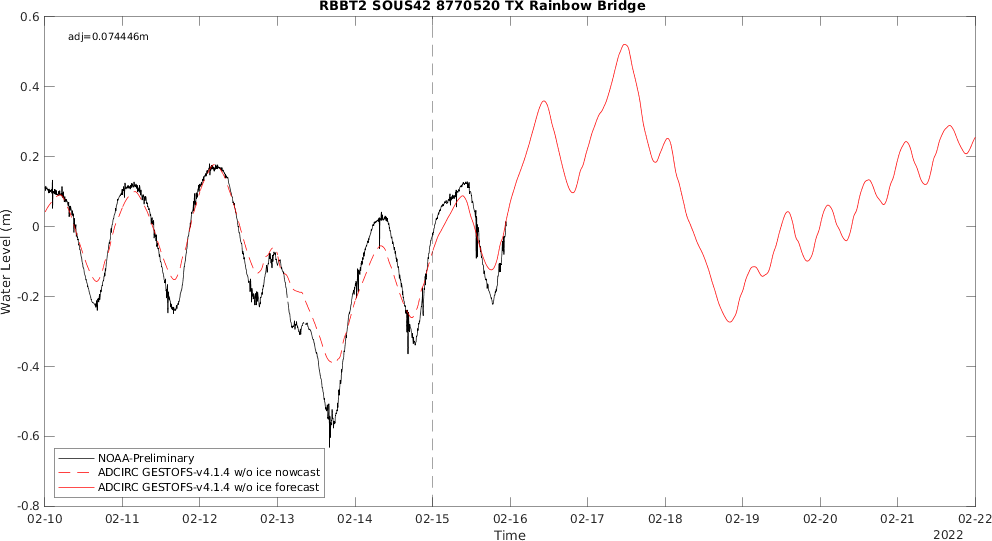 RBBT2 SOUS42 8770520 TX Rainbow Bridge
adj=0.074446m
0.6
0.4
0.2
0
-0.2
-0.4
-0.6
-0.8
Water Level (m)
NOAA-Preliminary
ADCIRC GESTOFS-v4.1.4 w/o ice nowcast
ADCIRC GESTOFS-v4.1.4 w/o ice forecast
02-10 02-11 02-12 02-13 02-14 02-15 02-16 02-17 02-18 02-19 02-20 02-21 02-22
Time
2022